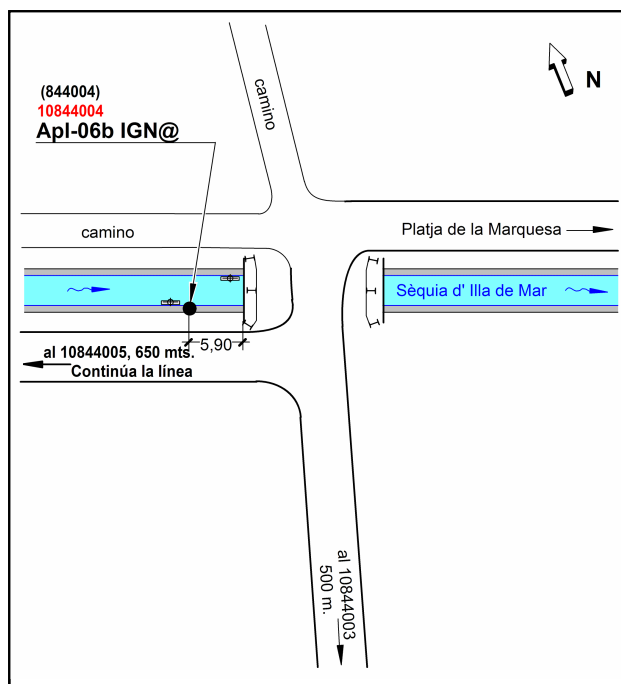 N
(844004)
10844004
Apl-06b IGN@
camino
camino
Platja de la Marquesa
Sèquia d' Illa de Mar
5,90
al 10844005, 650 mts.
Continúa la línea
al 10844003
500 m.